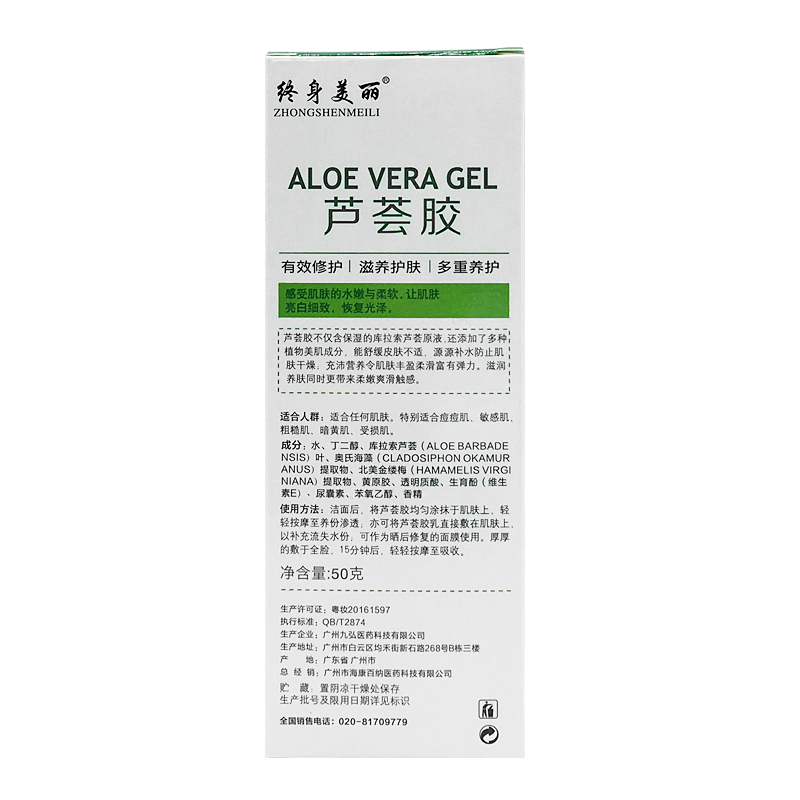 终身美丽®
ZHONGSHENMEILI
ALOE VERA GEL
芦荟胶
有效修护 | 滋养护肤 | 多重养护
感受肌肤的水嫩与柔软,让肌肤
亮白细致，恢复光泽。
芦荟胶不仅含保湿的库拉索芦荟原液,还添加了多种
植物美肌成分，能舒缓皮肤不适，源源补水防止肌
肤干燥；充沛营养令肌肤丰盈柔滑富有弹力。滋润
养肤同时更带来柔嫩爽滑触感。
适合人群：适合任何肌肤。特别适合痘痘肌、敏感肌、
粗糙肌、暗黄肌、受损肌。
成分：水、丁二醇、库拉索芦荟（ALOE BARBADE
NSIS）叶、奥氏海藻（CLADOSIPHON OKAMUR
ANUS）提取物、北美金缕梅（HAMAMELIS VIRGI
NIANA）提取物、黄原胶、透明质酸、生育酚（维生
素E）、尿囊素、苯氧乙醇、香精
使用方法：洁面后，将芦荟胶均匀涂抹于肌肤上，轻
轻按摩至养份渗透；亦可将芦荟胶乳直接敷在肌肤上，
以补充流失水份；可作为晒后修复的面膜使用。厚厚
的敷于全脸，15分钟后，轻轻按摩至吸收。
净含量:50克
生产许可证：粤妆20161597
执行标准：QB/T2874
生产企业：广州九弘医药科技有限公司
生产地址：广州市白云区均禾街新石路268号B栋三楼
产 地：广东省 广州市
总 经 销：广州市海康百纳医药科技有限公司
贮 藏：置阴凉干燥处保存
生产批号及限用日期详见标识
全国销售电话：020-81709779